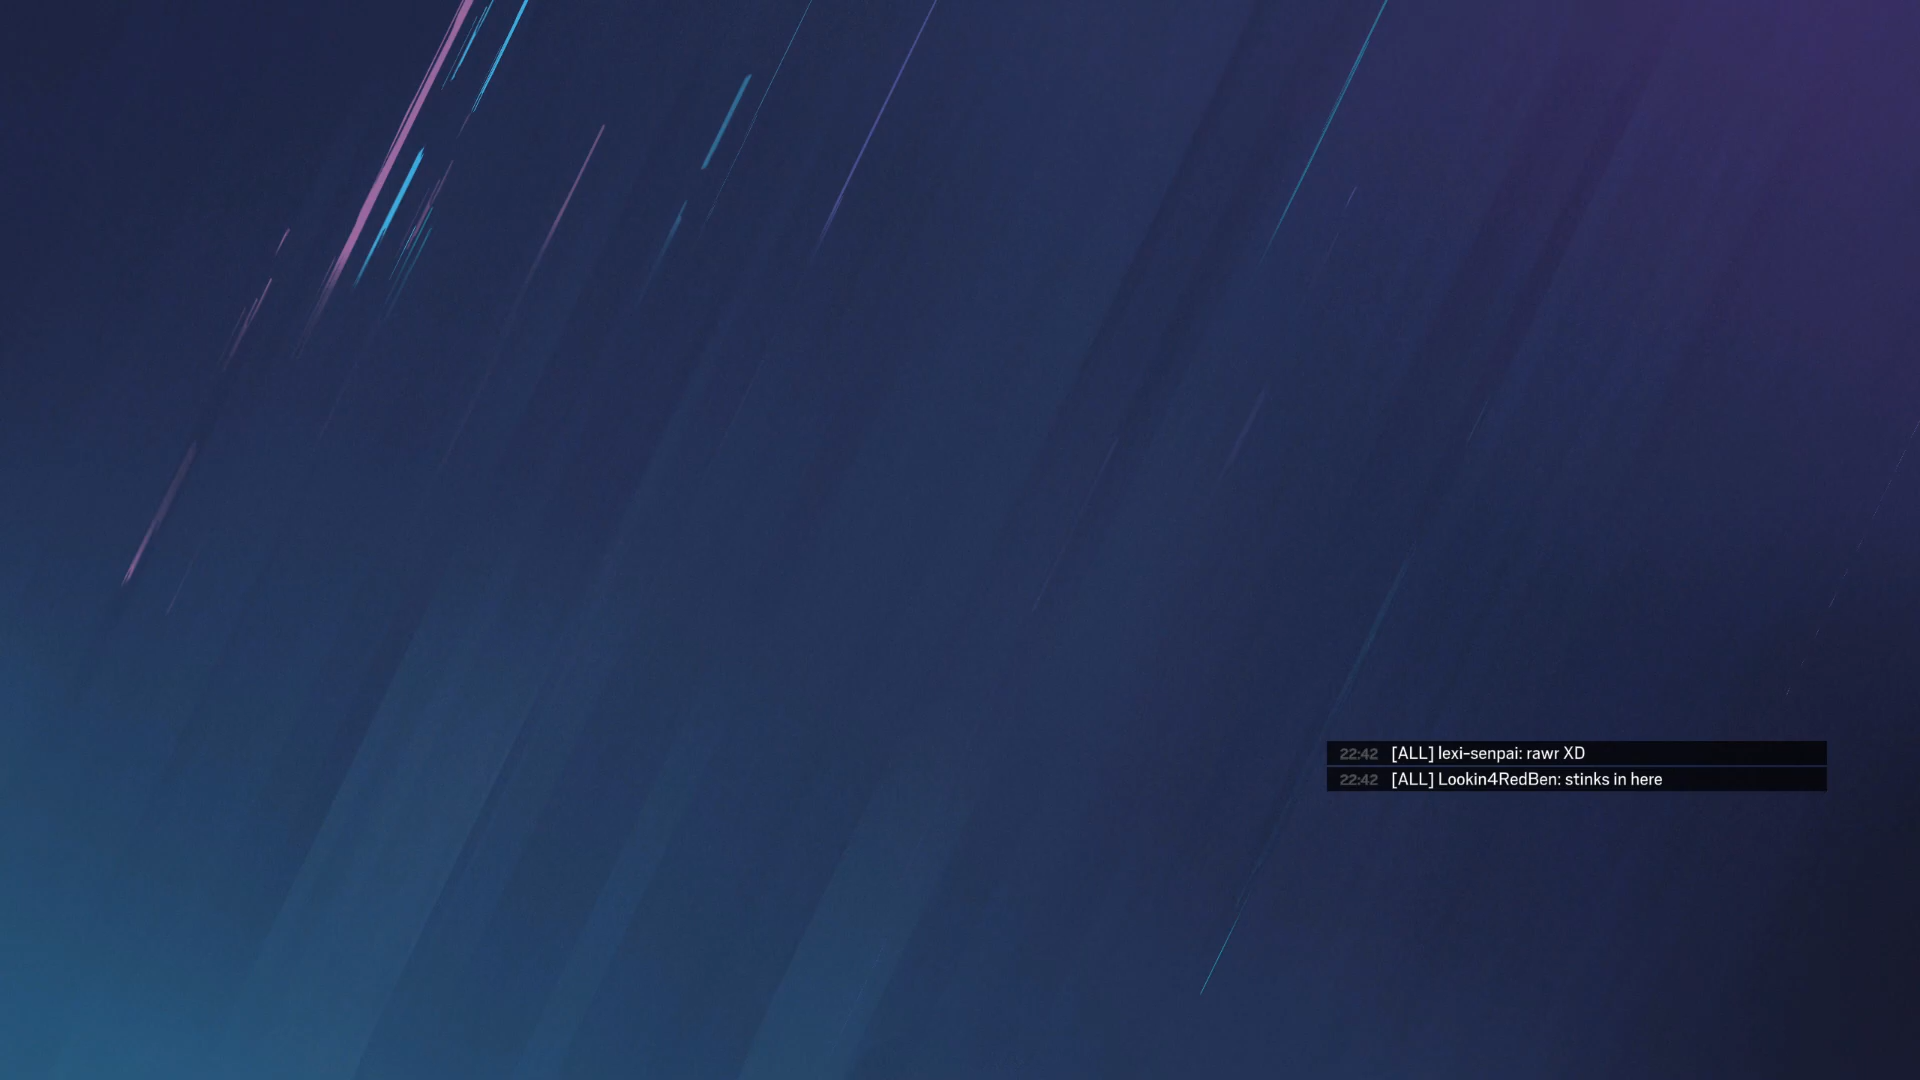 22:42 [ALL] lexi-senpai: rawr XD
22:42 [ALL] Lookin4RedBen: stinks in here